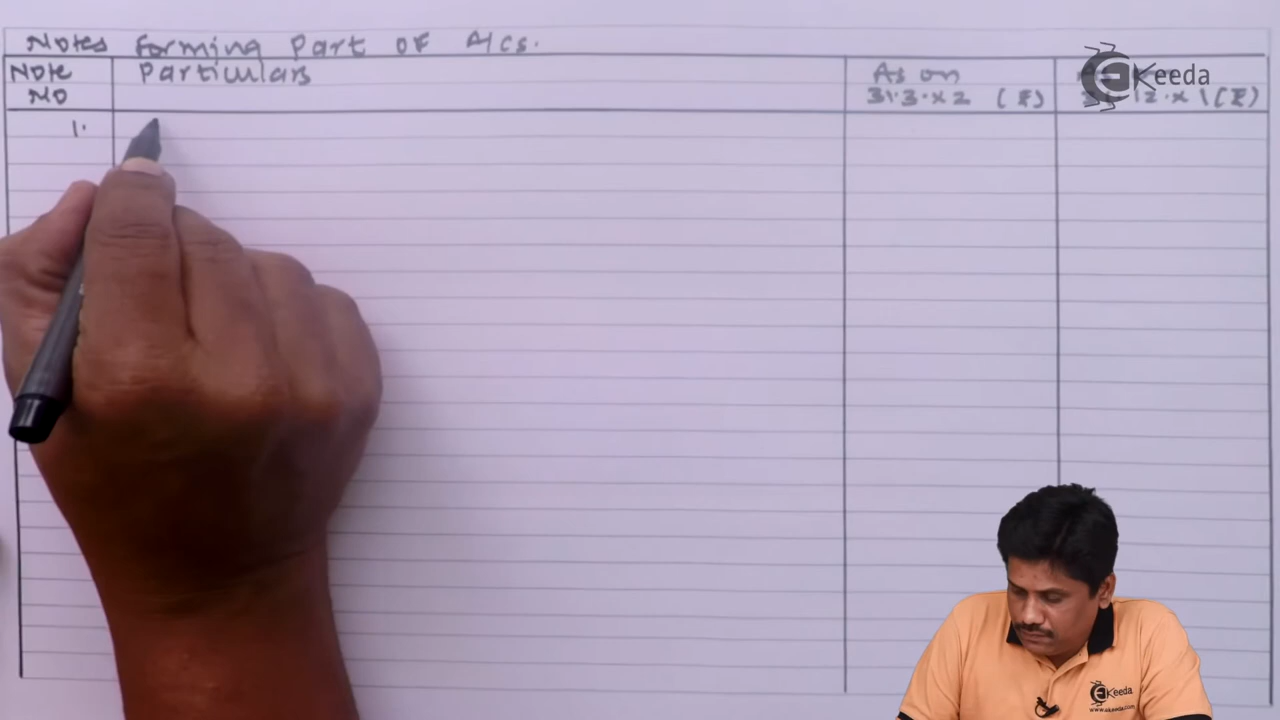 Notes Forming Part OF A/cs.
Note No
Particulars
As on
31.3.x2 (₹)
1.
eKeeda
eKeeda
www.ekeeda.com